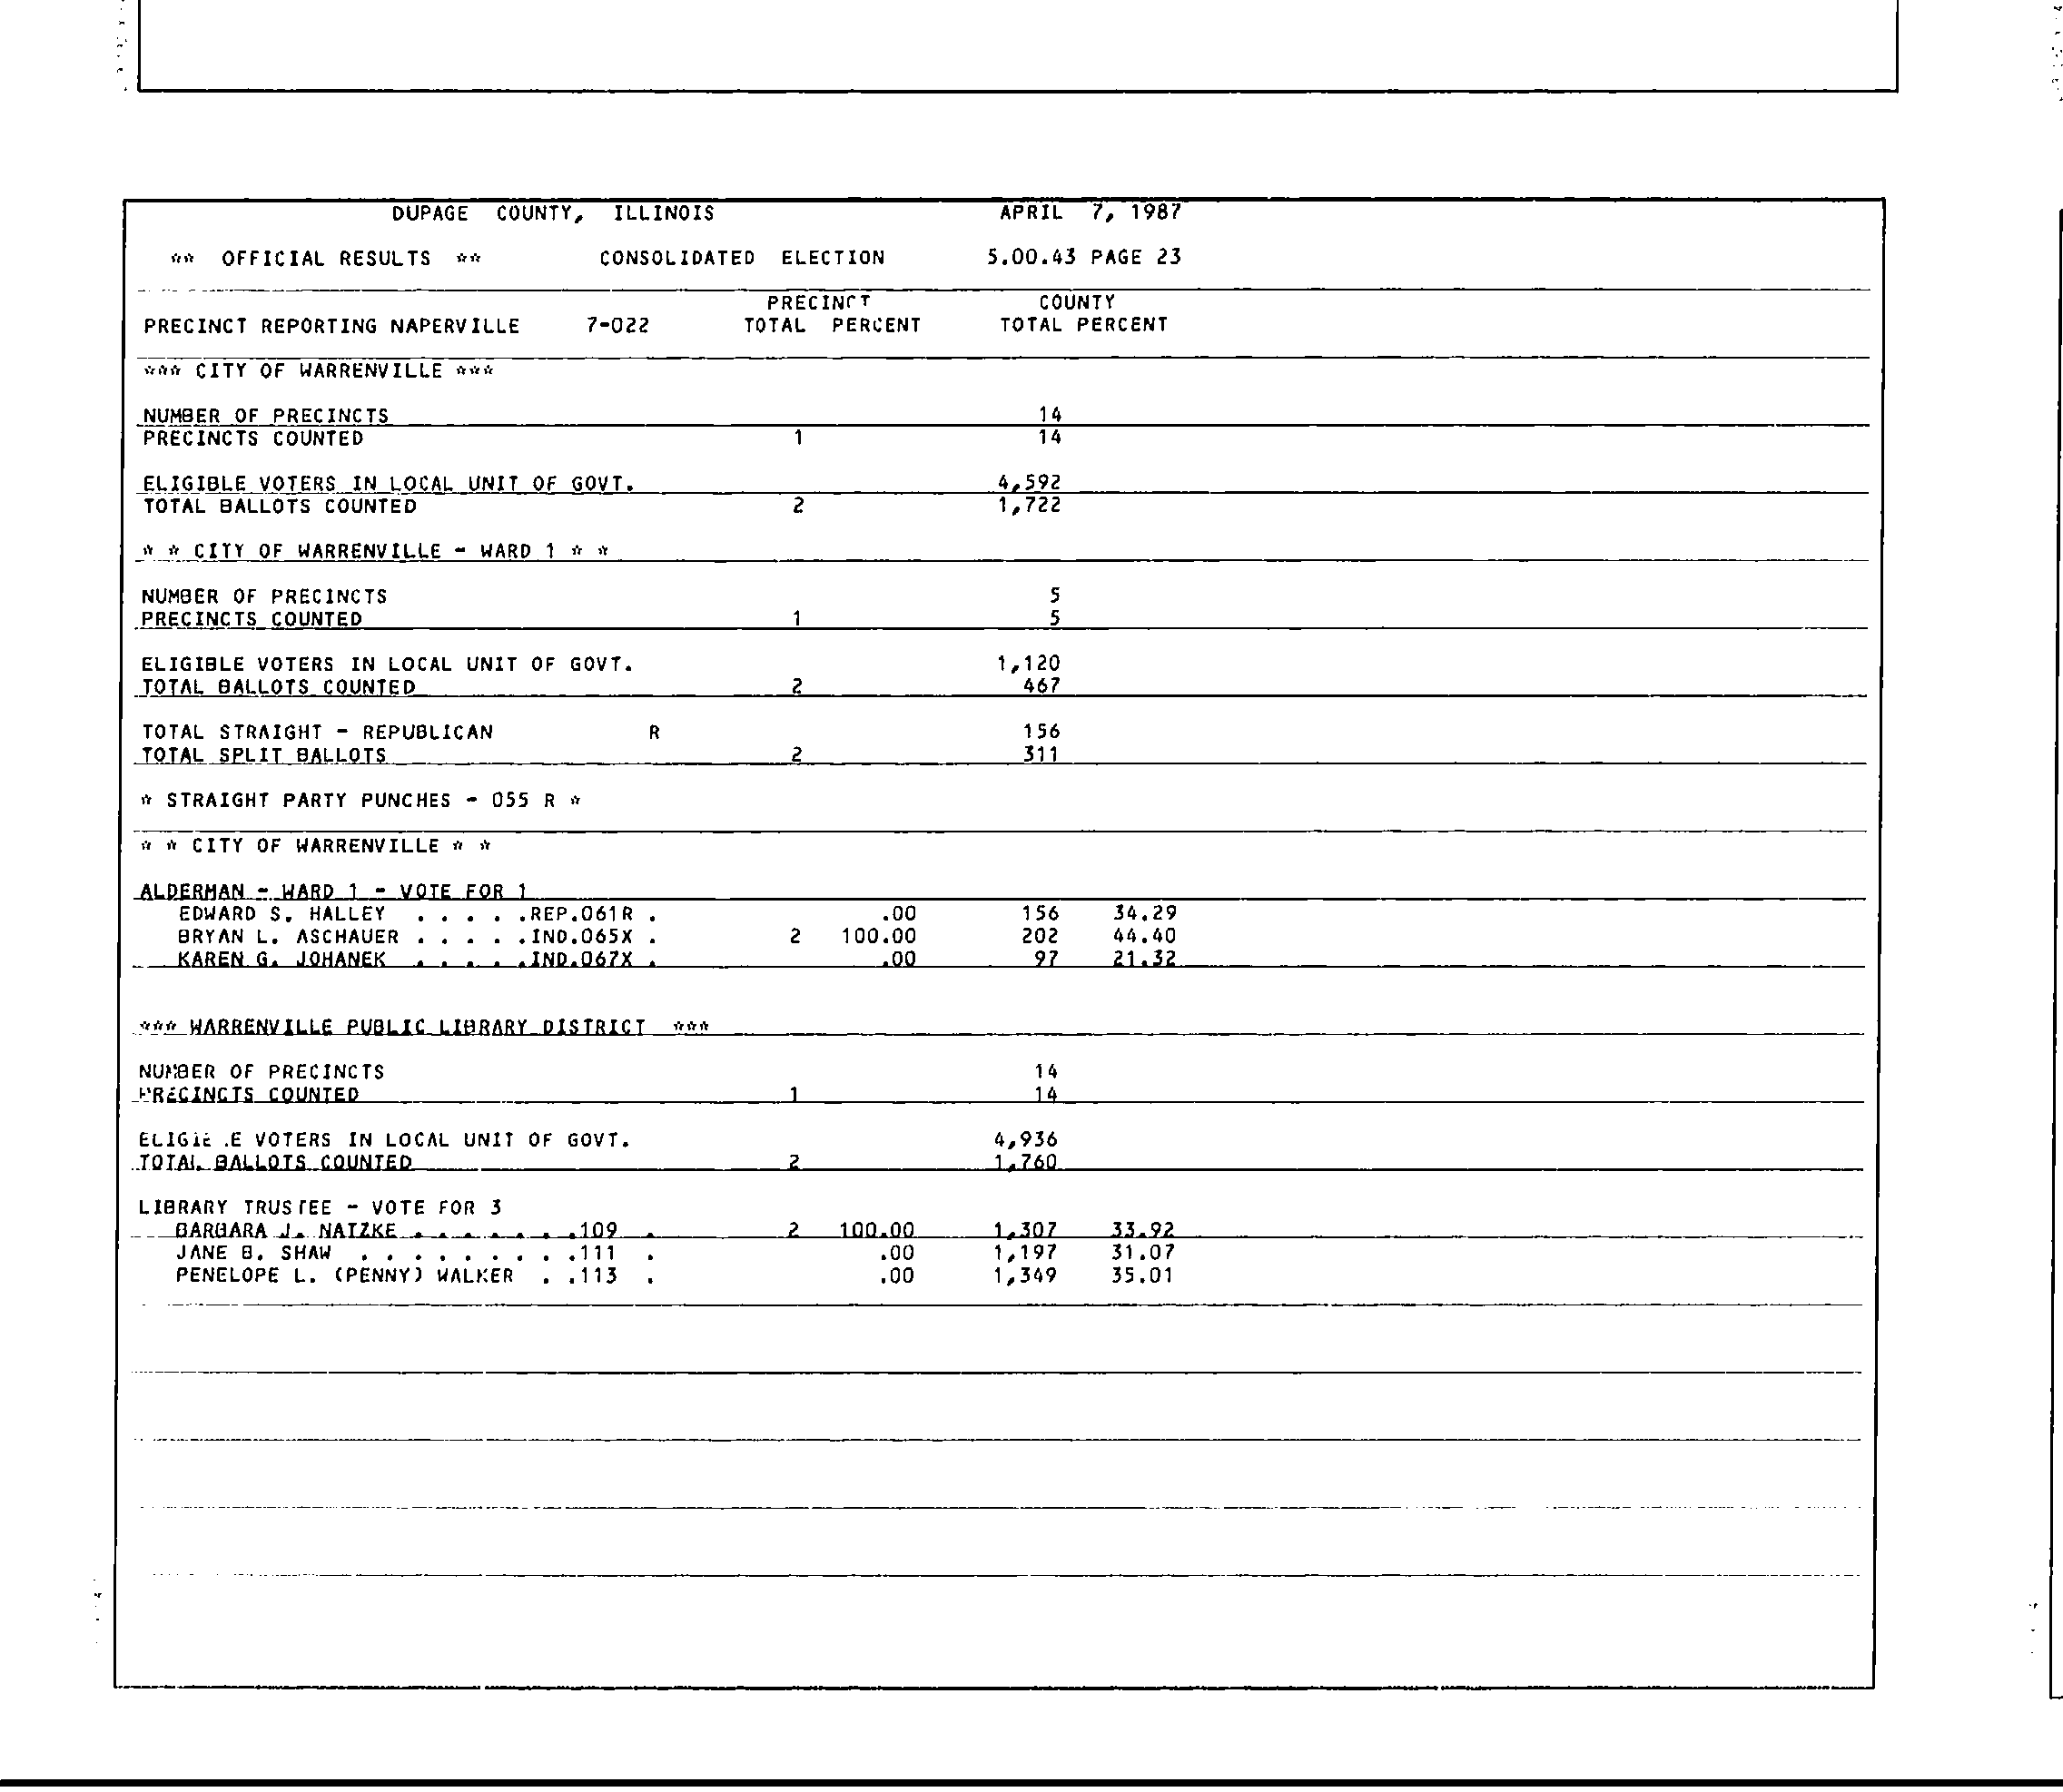 DUPAGE COUNTY, ILLINOIS APRIL 7, 1987
** OFFICIAL RESULTS ** CONSOLIDATED ELECTION 5.00.43 PAGE 23
PRECINCT COUNTY
PRECINCT REPORTING NAPERVILLE 7-022 TOTAL PERCENT TOTAL PERCENT
*** CITY OF WARRENVILLE ***
NUMBER OF PRECINCTS 14
PRECINCTS COUNTED 1 14
ELIGIBLE VOTERS IN LOCAL UNIT OF GOVT. 4,592
TOTAL BALLOTS COUNTED 2 1,722
* * CITY OF WARRENVILLE - WARD 1 * *
NUMBER OF PRECINCTS 5
PRECINCTS COUNTED 1 5
ELIGIBLE VOTERS IN LOCAL UNIT OF GOVT. 1,120
TOTAL BALLOTS COUNTED 2 467
TOTAL STRAIGHT - REPUBLICAN R 156
TOTAL SPLIT BALLOTS 2 311
* STRAIGHT PARTY PUNCHES - 055 R *
* * CITY OF WARRENVILLE * *
ALDERMAN - WARD 1 - VOTE FOR 1
EDWARD S. HALLEY . . . . .REP.061R . .00 156 34.29
BRYAN L. ASCHAUER . . . . .IND.065X . 2 100.00 202 44.40
KAREN G. JOHANEK . . . . .IND.067X . .00 97 21.32
*** WARRENVILLE PUBLIC LIBRARY DISTRICT ***
NUMBER OF PRECINCTS 14
PRECINCTS COUNTED 1 14
ELIGIBLE VOTERS IN LOCAL UNIT OF GOVT. 4,936
TOTAL BALLOTS COUNTED 2 1,760
LIBRARY TRUSTEE - VOTE FOR 3
BARBARA J. NATZKE . . . . . . .109 . 2 100.00 1,307 33.92
JANE B. SHAW . . . . . . . . .111 . .00 1,197 31.07
PENELOPE L. (PENNY) WALKER . .113 . .00 1,349 35.01